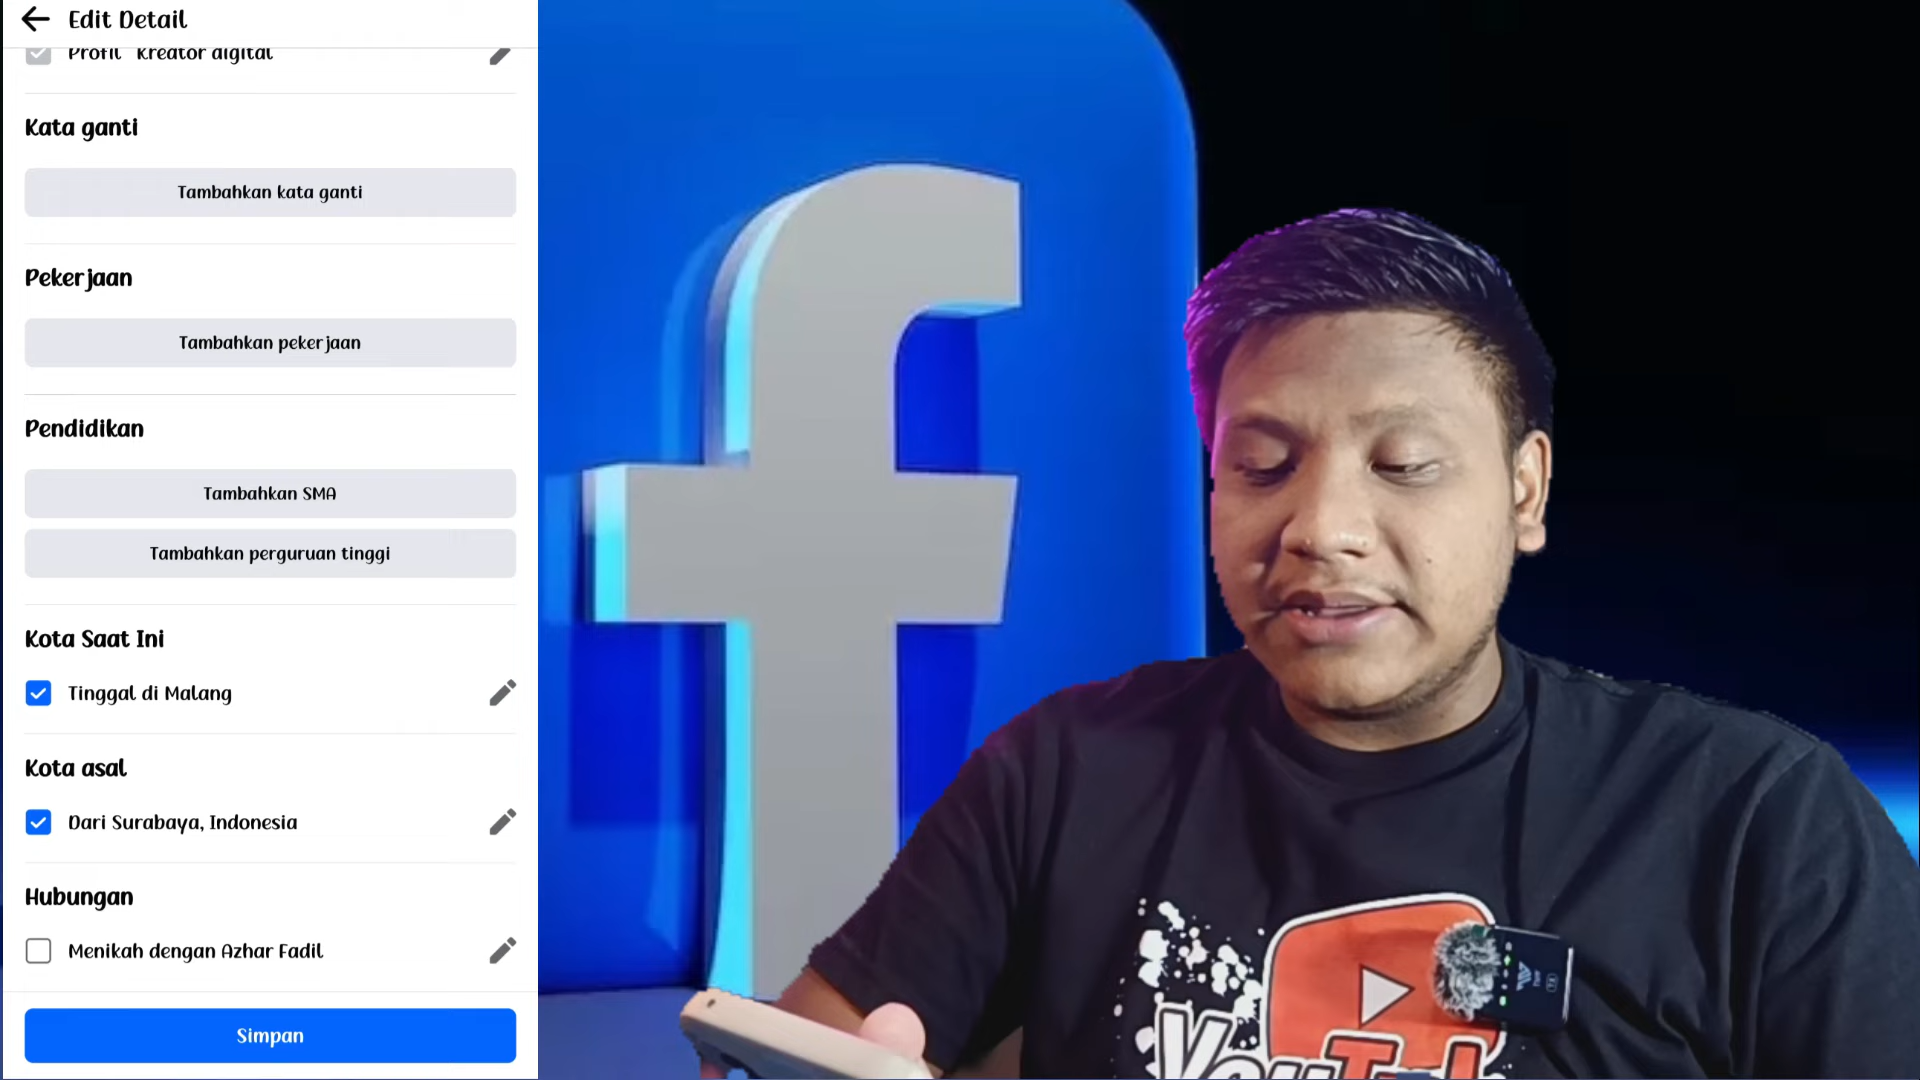 Edit Detail
Profil  kreator digital
Kata ganti
Tambahkan kata ganti
Pekerjaan
Tambahkan pekerjaan
Pendidikan
Tambahkan SMA
Tambahkan perguruan tinggi
Kota Saat Ini
Tinggal di Malang
Kota asal
Dari Surabaya, Indonesia
Hubungan
Menikah dengan Azhar Fadil
Simpan
f
YouTub